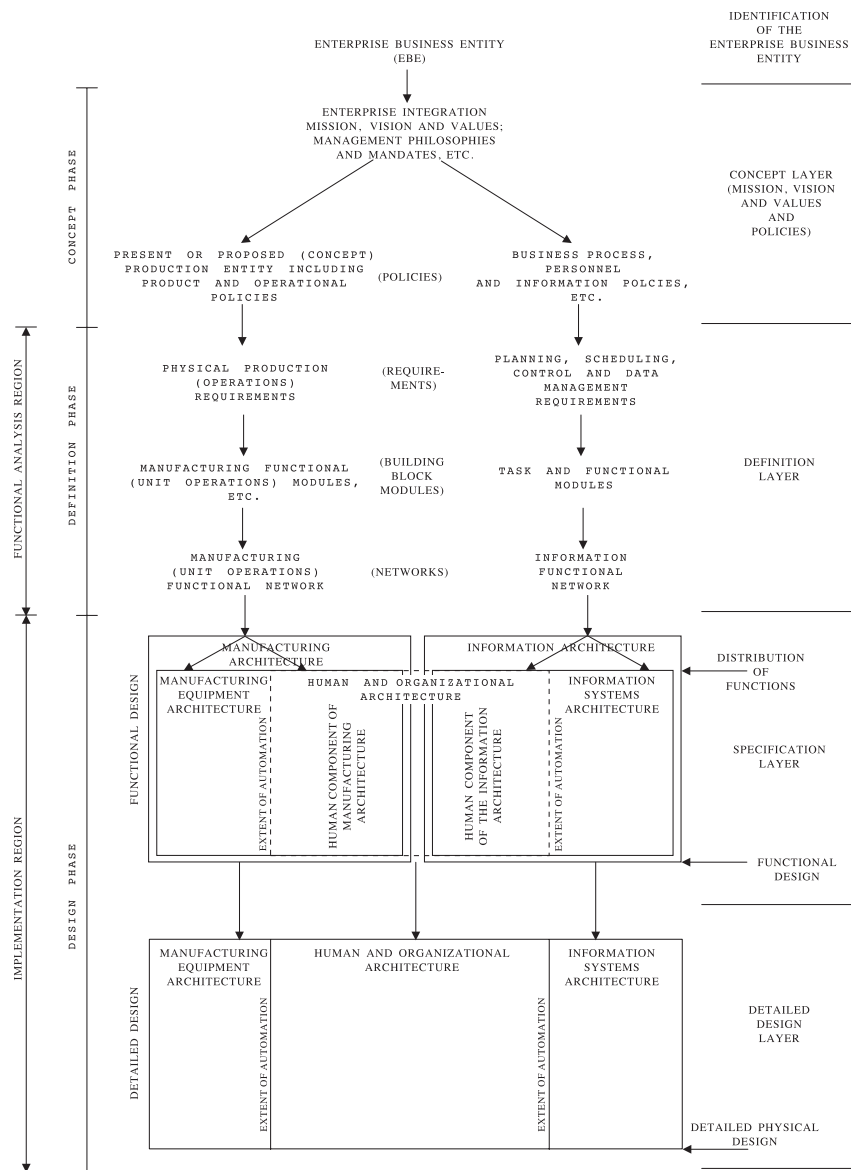 IDENTIFICATION
OF THE
ENTERPRISE BUSINESS
ENTITY
ENTERPRISE BUSINESS ENTITY
(EBE)
ENTERPRISE INTEGRATION
MISSION, VISION AND VALUES;
MANAGEMENT PHILOSOPHIES
AND MANDATES, ETC.
CONCEPT PHASE
CONCEPT LAYER
(MISSION, VISION
AND VALUES
AND
POLICIES)
PRESENT OR PROPOSED (CONCEPT)
PRODUCTION ENTITY INCLUDING
PRODUCT AND OPERATIONAL
POLICIES
(POLICIES)
BUSINESS PROCESS,
PERSONNEL
AND INFORMATION POLCIES,
ETC.
FUNCTIONAL ANALYSIS REGION
DEFINITION PHASE
PHYSICAL PRODUCTION
(OPERATIONS)
REQUIREMENTS
(REQUIRE-
MENTS)
PLANNING, SCHEDULING,
CONTROL AND DATA
MANAGEMENT
REQUIREMENTS
MANUFACTURING FUNCTIONAL
(UNIT OPERATIONS) MODULES,
ETC.
(BUILDING
BLOCK
MODULES)
TASK AND FUNCTIONAL
MODULES
DEFINITION
LAYER
MANUFACTURING
(UNIT OPERATIONS)
FUNCTIONAL NETWORK
(NETWORKS)
INFORMATION
FUNCTIONAL
NETWORK
IMPLEMENTATION REGION
DESIGN PHASE
FUNCTIONAL DESIGN
MANUFACTURING
ARCHITECTURE
INFORMATION ARCHITECTURE
MANUFACTURING
EQUIPMENT
ARCHITECTURE
HUMAN AND ORGANIZATIONAL
ARCHITECTURE
INFORMATION
SYSTEMS
ARCHITECTURE
EXTENT OF AUTOMATION
HUMAN COMPONENT OF
MANUFACTURING
ARCHITECTURE
HUMAN COMPONENT
OF THE INFORMATION
ARCHITECTURE
EXTENT OF AUTOMATION
DISTRIBUTION
OF
FUNCTIONS
SPECIFICATION
LAYER
FUNCTIONAL
DESIGN
DETAILED DESIGN
MANUFACTURING
EQUIPMENT
ARCHITECTURE
HUMAN AND ORGANIZATIONAL
ARCHITECTURE
INFORMATION
SYSTEMS
ARCHITECTURE
EXTENT OF AUTOMATION
EXTENT OF AUTOMATION
DETAILED
DESIGN
LAYER
DETAILED PHYSICAL
DESIGN